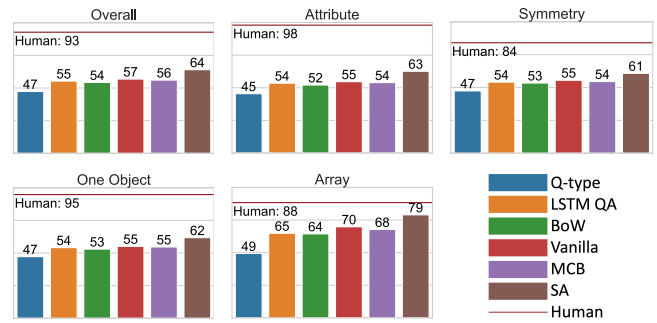 Overall
Human: 93
47 55 54 57 56 64
Attribute
Human: 98
45 54 52 55 54 63
Symmetry
Human: 84
47 54 53 55 54 61
One Object
Human: 95
47 54 53 55 55 62
Array
Human: 88
49 65 64 70 68 79
Q-type
LSTM QA
BoW
Vanilla
MCB
SA
Human